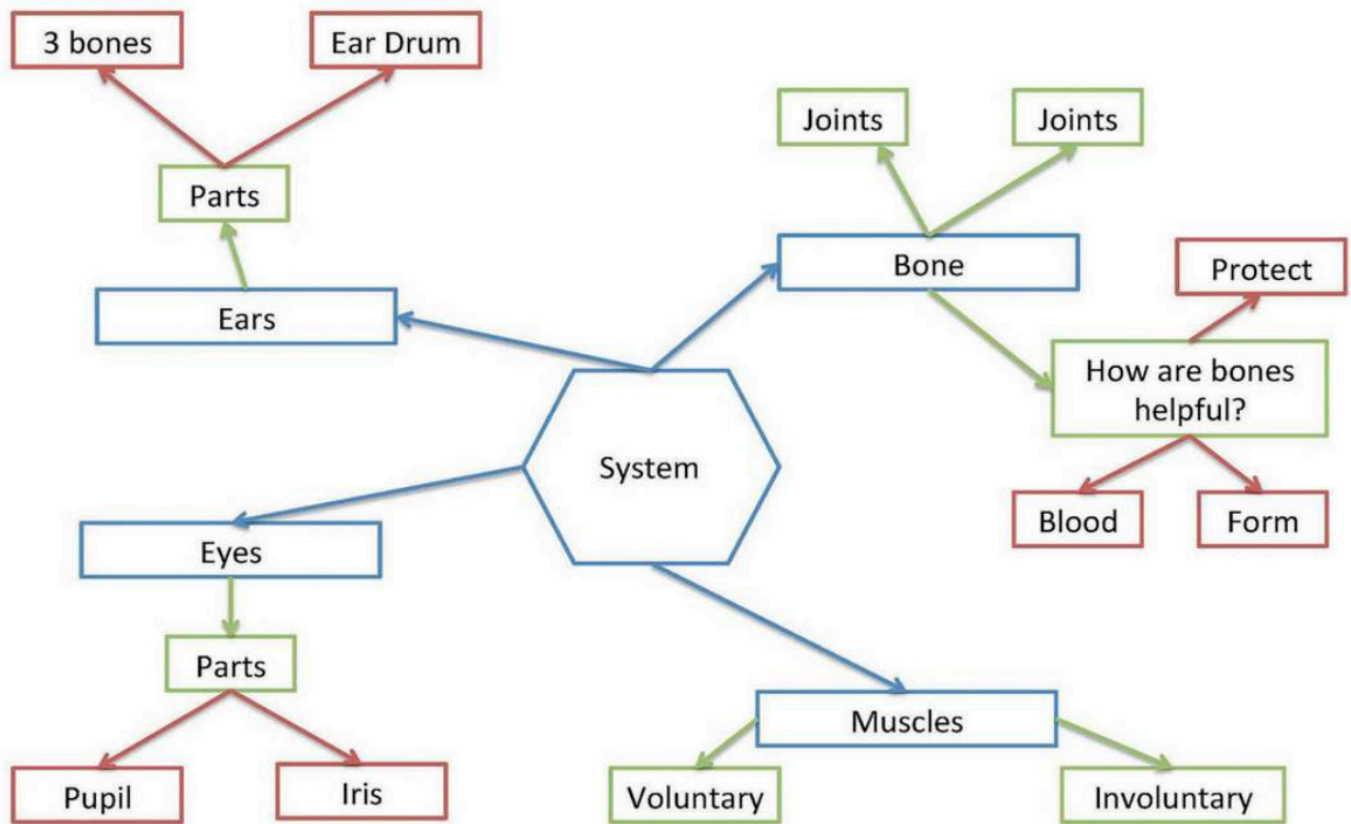 3 bones
Ear Drum
Joints
Joints
Parts
Bone
Protect
Ears
How are bones
helpful?
System
Blood
Form
Eyes
Parts
Muscles
Pupil
Iris
Voluntary
Involuntary